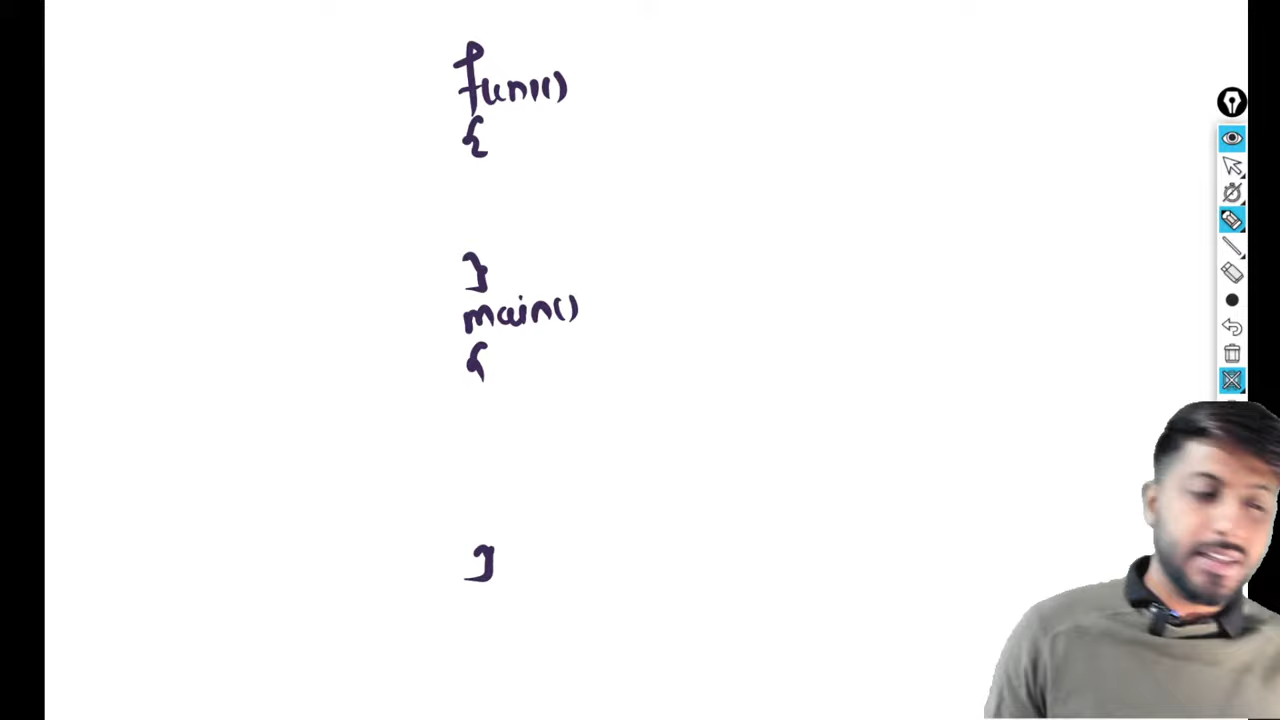 fun1()
{
}
main()
{
}